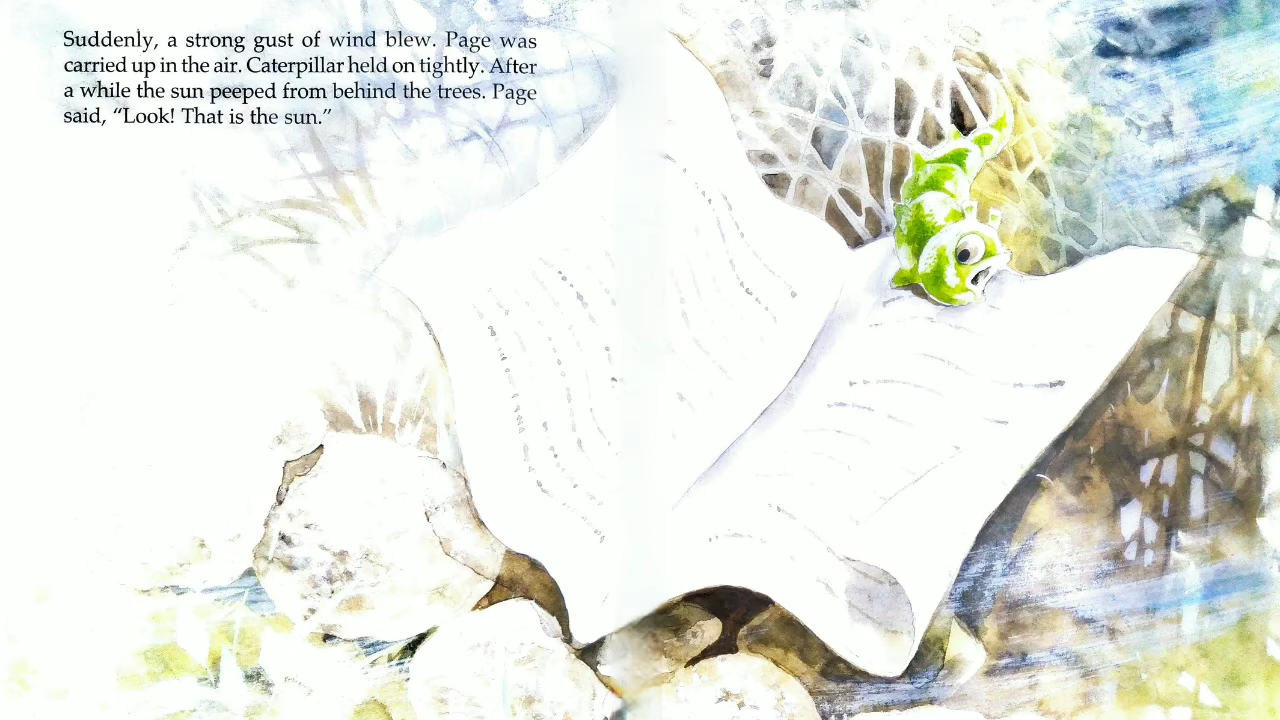 Suddenly, a strong gust of wind blew. Page was
carried up in the air. Caterpillar held on tightly. After
a while the sun peeped from behind the trees. Page
said, “Look! That is the sun.”